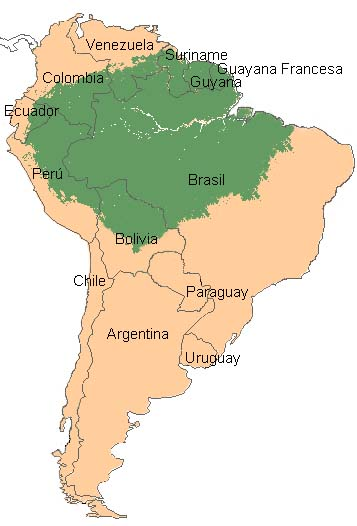 Venezuela
Suriname
Guayana Francesa
Colombia
Guyana
Ecuador
Perú
Brasil
Bolivia
Chile
Paraguay
Argentina
Uruguay